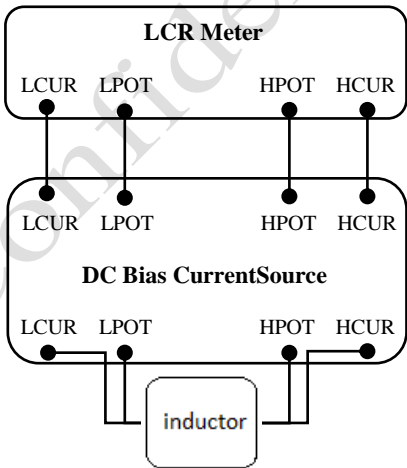 LCR Meter
LCUR LPOT HPOT HCUR
LCUR LPOT HPOT HCUR
DC Bias CurrentSource
LCUR LPOT HPOT HCUR
inductor